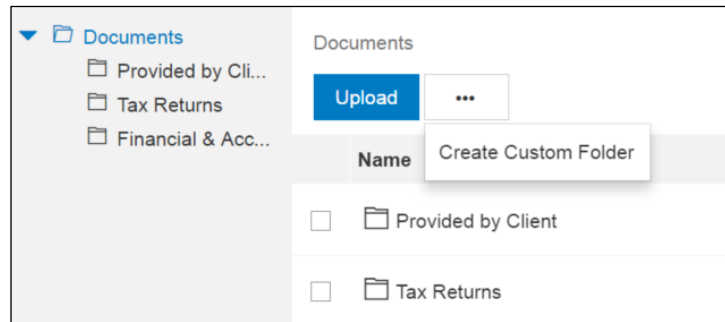 Documents
Provided by Cli...
Tax Returns
Financial & Acc...
Documents
Upload
...
Create Custom Folder
Name
Provided by Client
Tax Returns